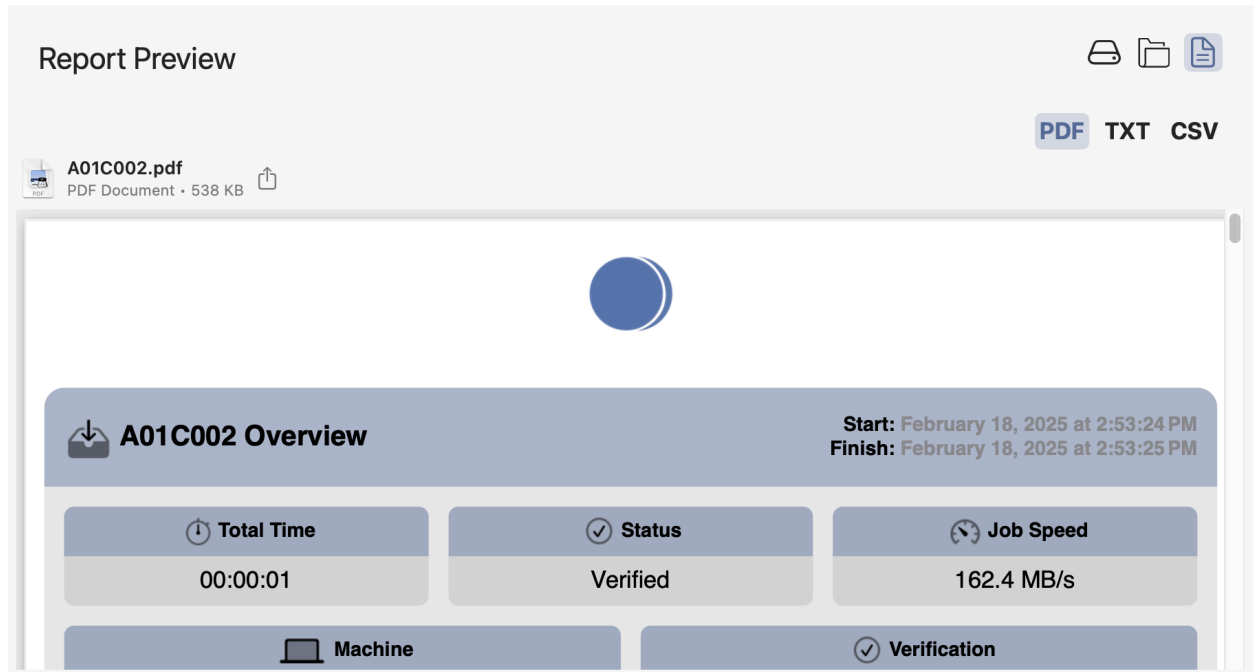 Report Preview
PDF TXT CSV
A01C002.pdf
PDF Document • 538 KB
PDF
A01C002 Overview
Start: February 18, 2025 at 2:53:24 PM
Finish: February 18, 2025 at 2:53:25 PM
Total Time
00:00:01
Status
Verified
Job Speed
162.4 MB/s
Machine
Verification